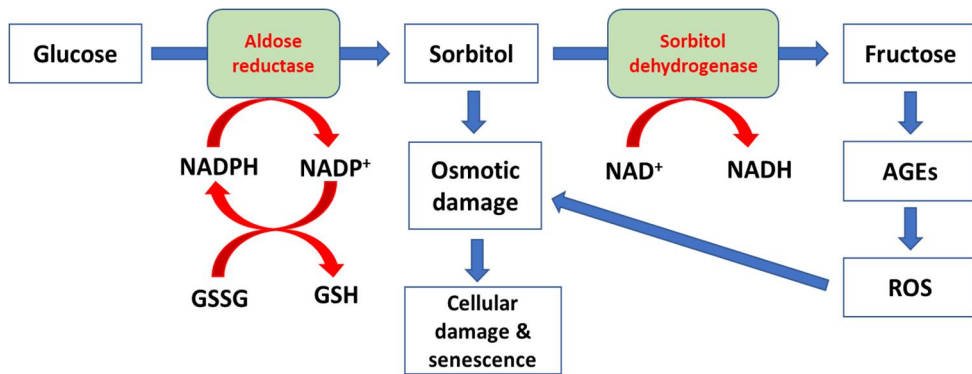 Glucose
Aldose
reductase
Sorbitol
Sorbitol
dehydrogenase
Fructose
NADPH
NADP⁺
Osmotic
damage
NAD⁺
NADH
AGEs
GSSG
GSH
Cellular
damage &
senescence
ROS